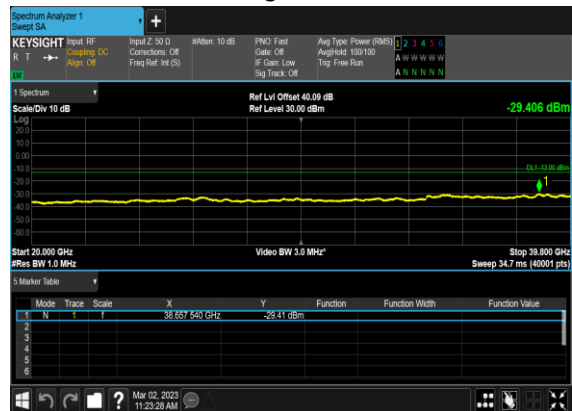 Spectrum Analyzer 1
Swept SA
+
KEYSIGHT Input: RF
R T Coupling: DC
Align: Off
LV
Input Z: 50 Ω
Corrections: Off
Freq Ref: Int (S)
#Atten: 10 dB
PNO: Fast
Gate: Off
IF Gain: Low
Sig Track: Off
Avg Type: Power (RMS)
Avg|Hold: 100/100
Trig: Free Run
1 2 3 4 5 6
A W W W W W
A N N N N N
1 Spectrum
Scale/Div 10 dB
Ref Lvl Offset 40.09 dB
Ref Level 30.00 dBm
-29.406 dBm
Log
20.0
10.0
0.00
-10.0
-20.0
-30.0
-40.0
-50.0
-60.0
DL1 -13.00 dBm
1
Start 20.000 GHz
#Res BW 1.0 MHz
Video BW 3.0 MHz*
Stop 39.800 GHz
Sweep 34.7 ms (40001 pts)
5 Marker Table
Mode Trace Scale X Y Function Function Width Function Value
1 N 1 f 38.657 540 GHz -29.41 dBm
2
3
4
5
6
?
Mar 02, 2023
11:23:28 AM